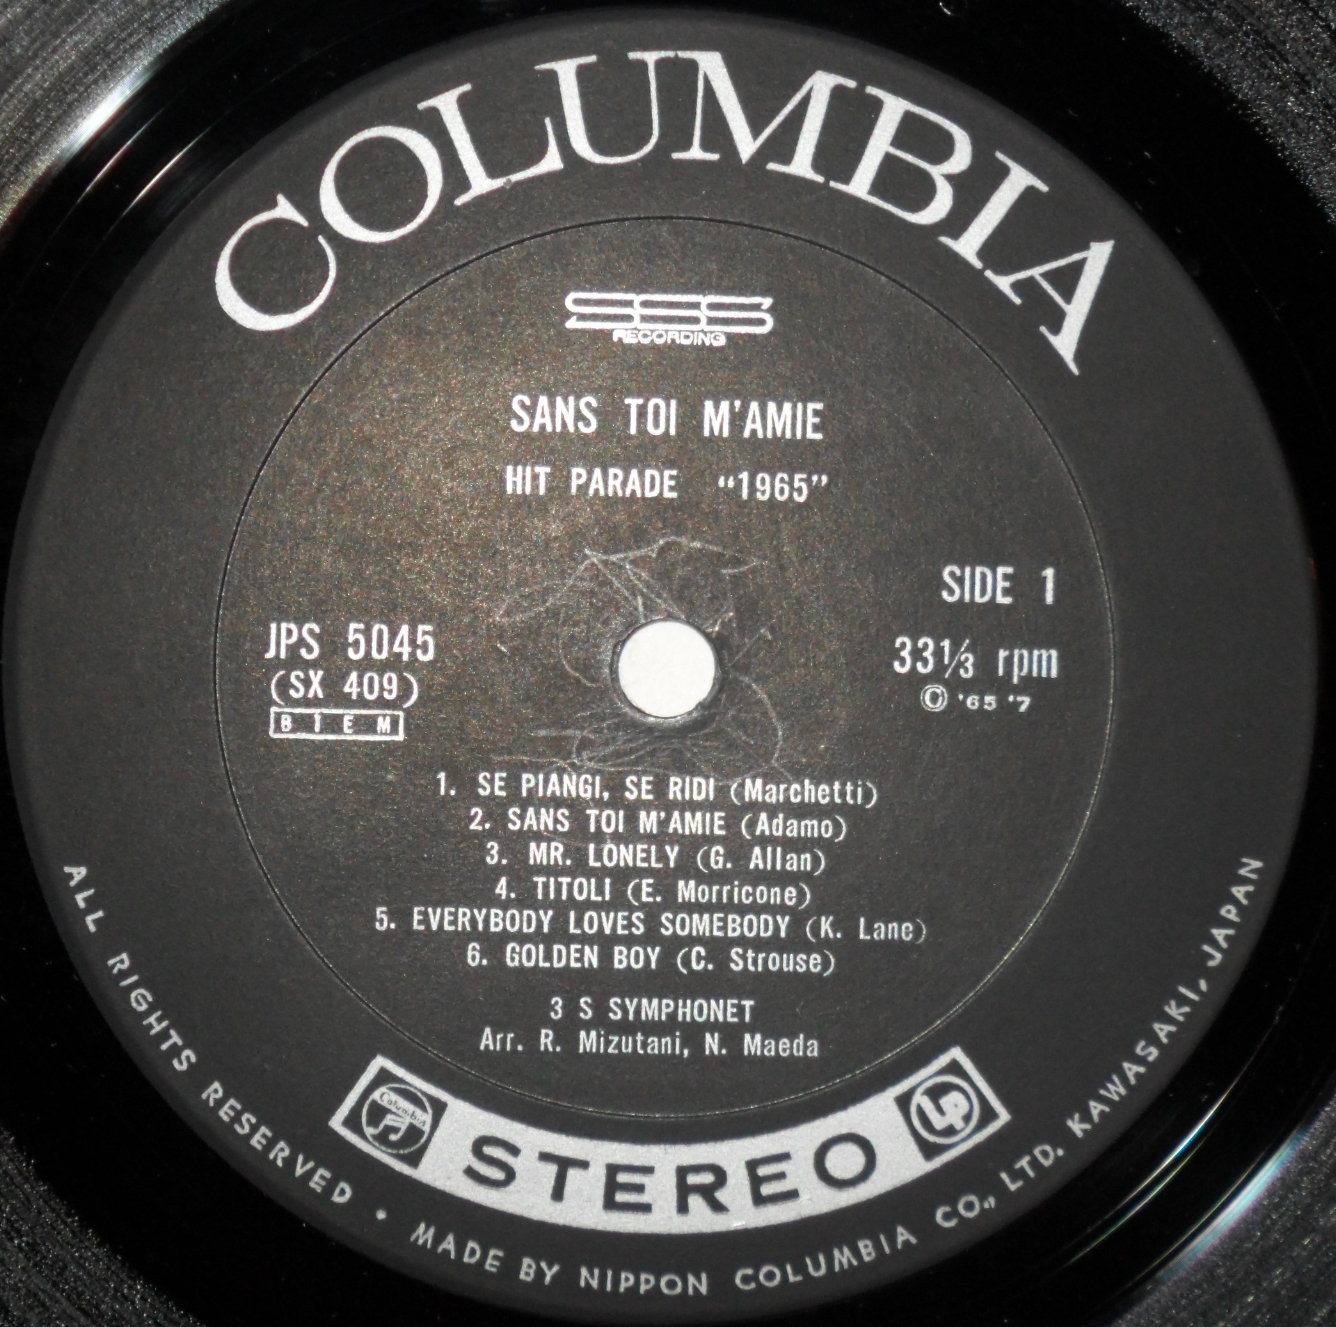 COLUMBIA
SSS
RECORDING
SANS TOI M'AMIE
HIT PARADE “1965”
SIDE 1
JPS 5045
(SX 409)
BIEM
33⅓ rpm
© '65 '7
1. SE PIANGI, SE RIDI (Marchetti)
2. SANS TOI M'AMIE (Adamo)
3. MR. LONELY (G. Allan)
4. TITOLI (E. Morricone)
5. EVERYBODY LOVES SOMEBODY (K. Lane)
6. GOLDEN BOY (C. Strouse)
3 S SYMPHONET
Arr. R. Mizutani, N. Maeda
Columbia
STEREO
LP
ALL RIGHTS RESERVED • MADE BY NIPPON COLUMBIA CO., LTD. KAWASAKI, JAPAN